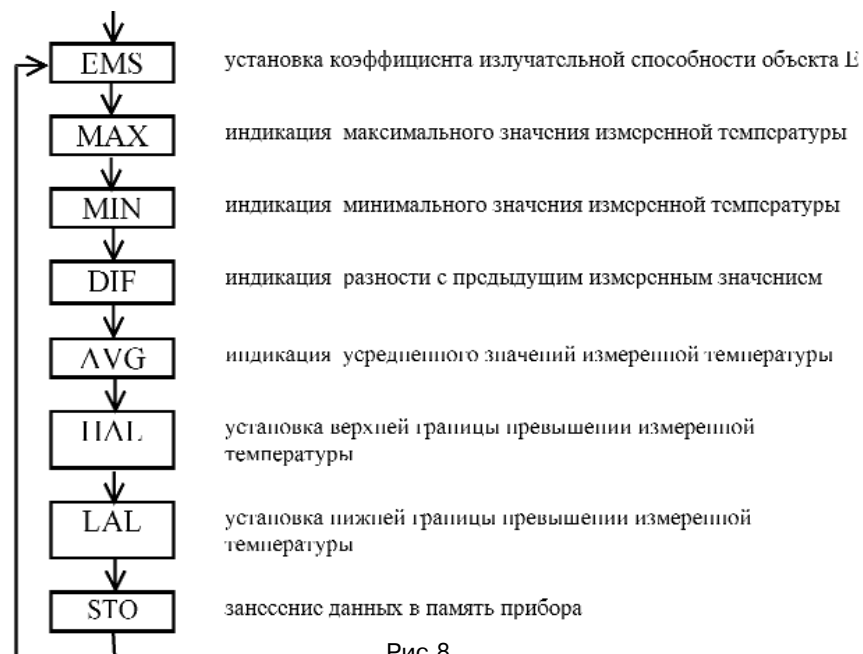 EMS установка коэффициента излучательной способности объекта Е
MAX индикация максимального значения измеренной температуры
MIN индикация минимального значения измеренной температуры
DIF индикация разности с предыдущим измеренным значением
AVG индикация усредненного значений измеренной температуры
HAL установка верхней границы превышении измеренной
температуры
LAL установка нижней границы превышении измеренной
температуры
STO занесение данных в память прибора
Рис 8